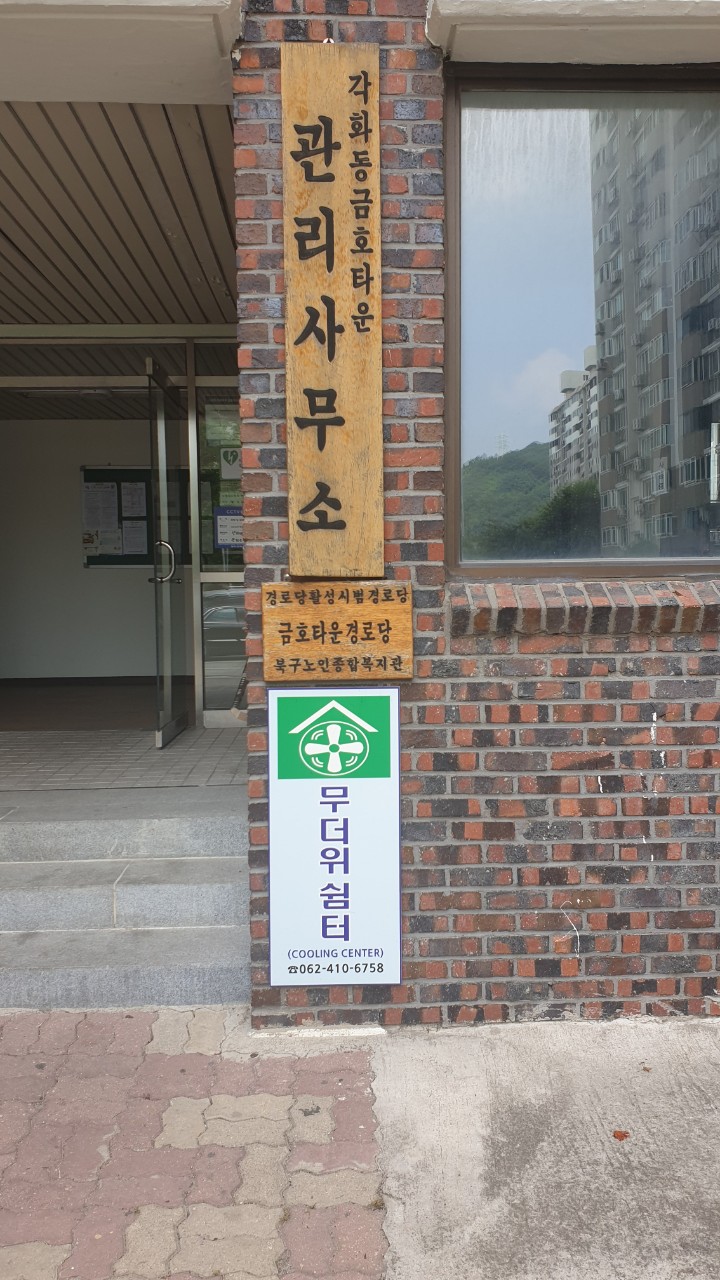 각화동금호타운
관리사무소
경로당활성시범경로당
금호타운경로당
북구노인종합복지관
무더위쉼터
(COOLING CENTER)
☎062-410-6758